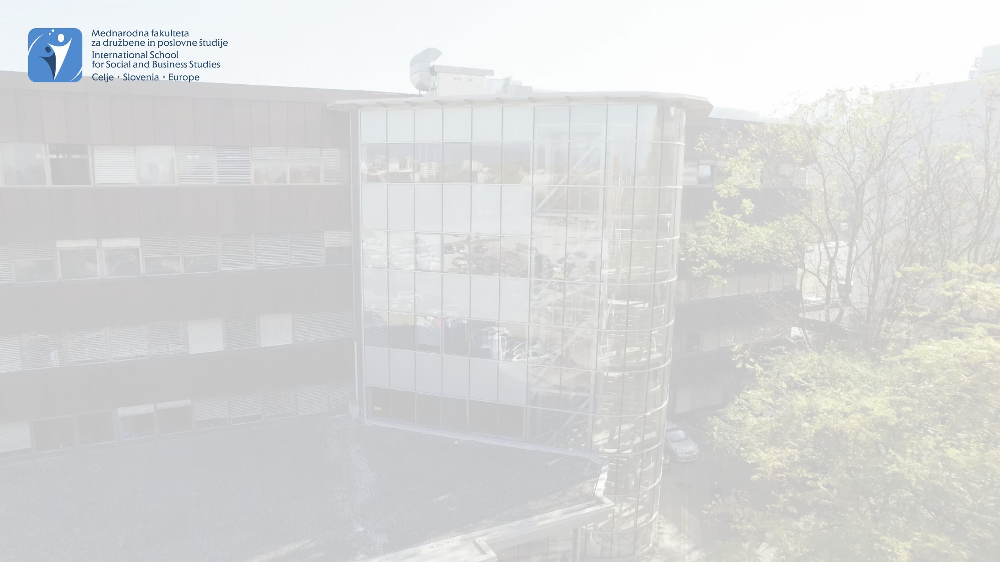 Mednarodna fakulteta
za družbene in poslovne študije
International School
for Social and Business Studies
Celje · Slovenia · Europe